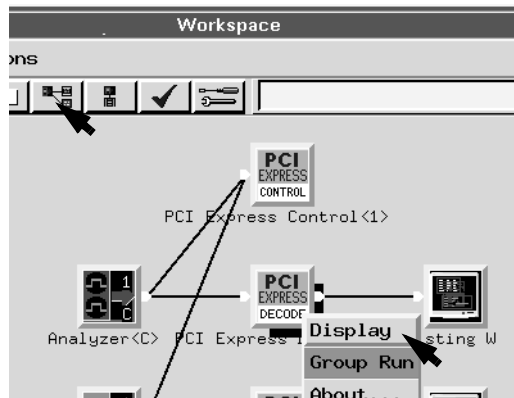 Workspace
ons
PCI
EXPRESS
CONTROL
PCI Express Control<1>
1
C
PCI
EXPRESS
DECODE
Analyzer<C> PCI Express
sting W
Display
Group Run
About